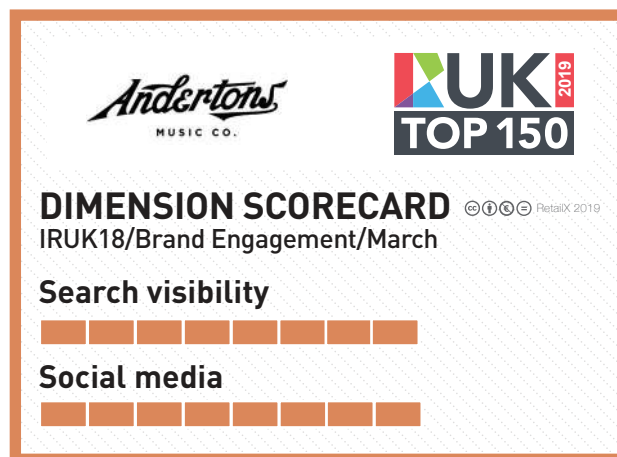 Andertons
MUSIC CO.
RUK 2019
TOP 150
DIMENSION SCORECARD
RetailX 2019
IRUK18/Brand Engagement/March
Search visibility
Social media